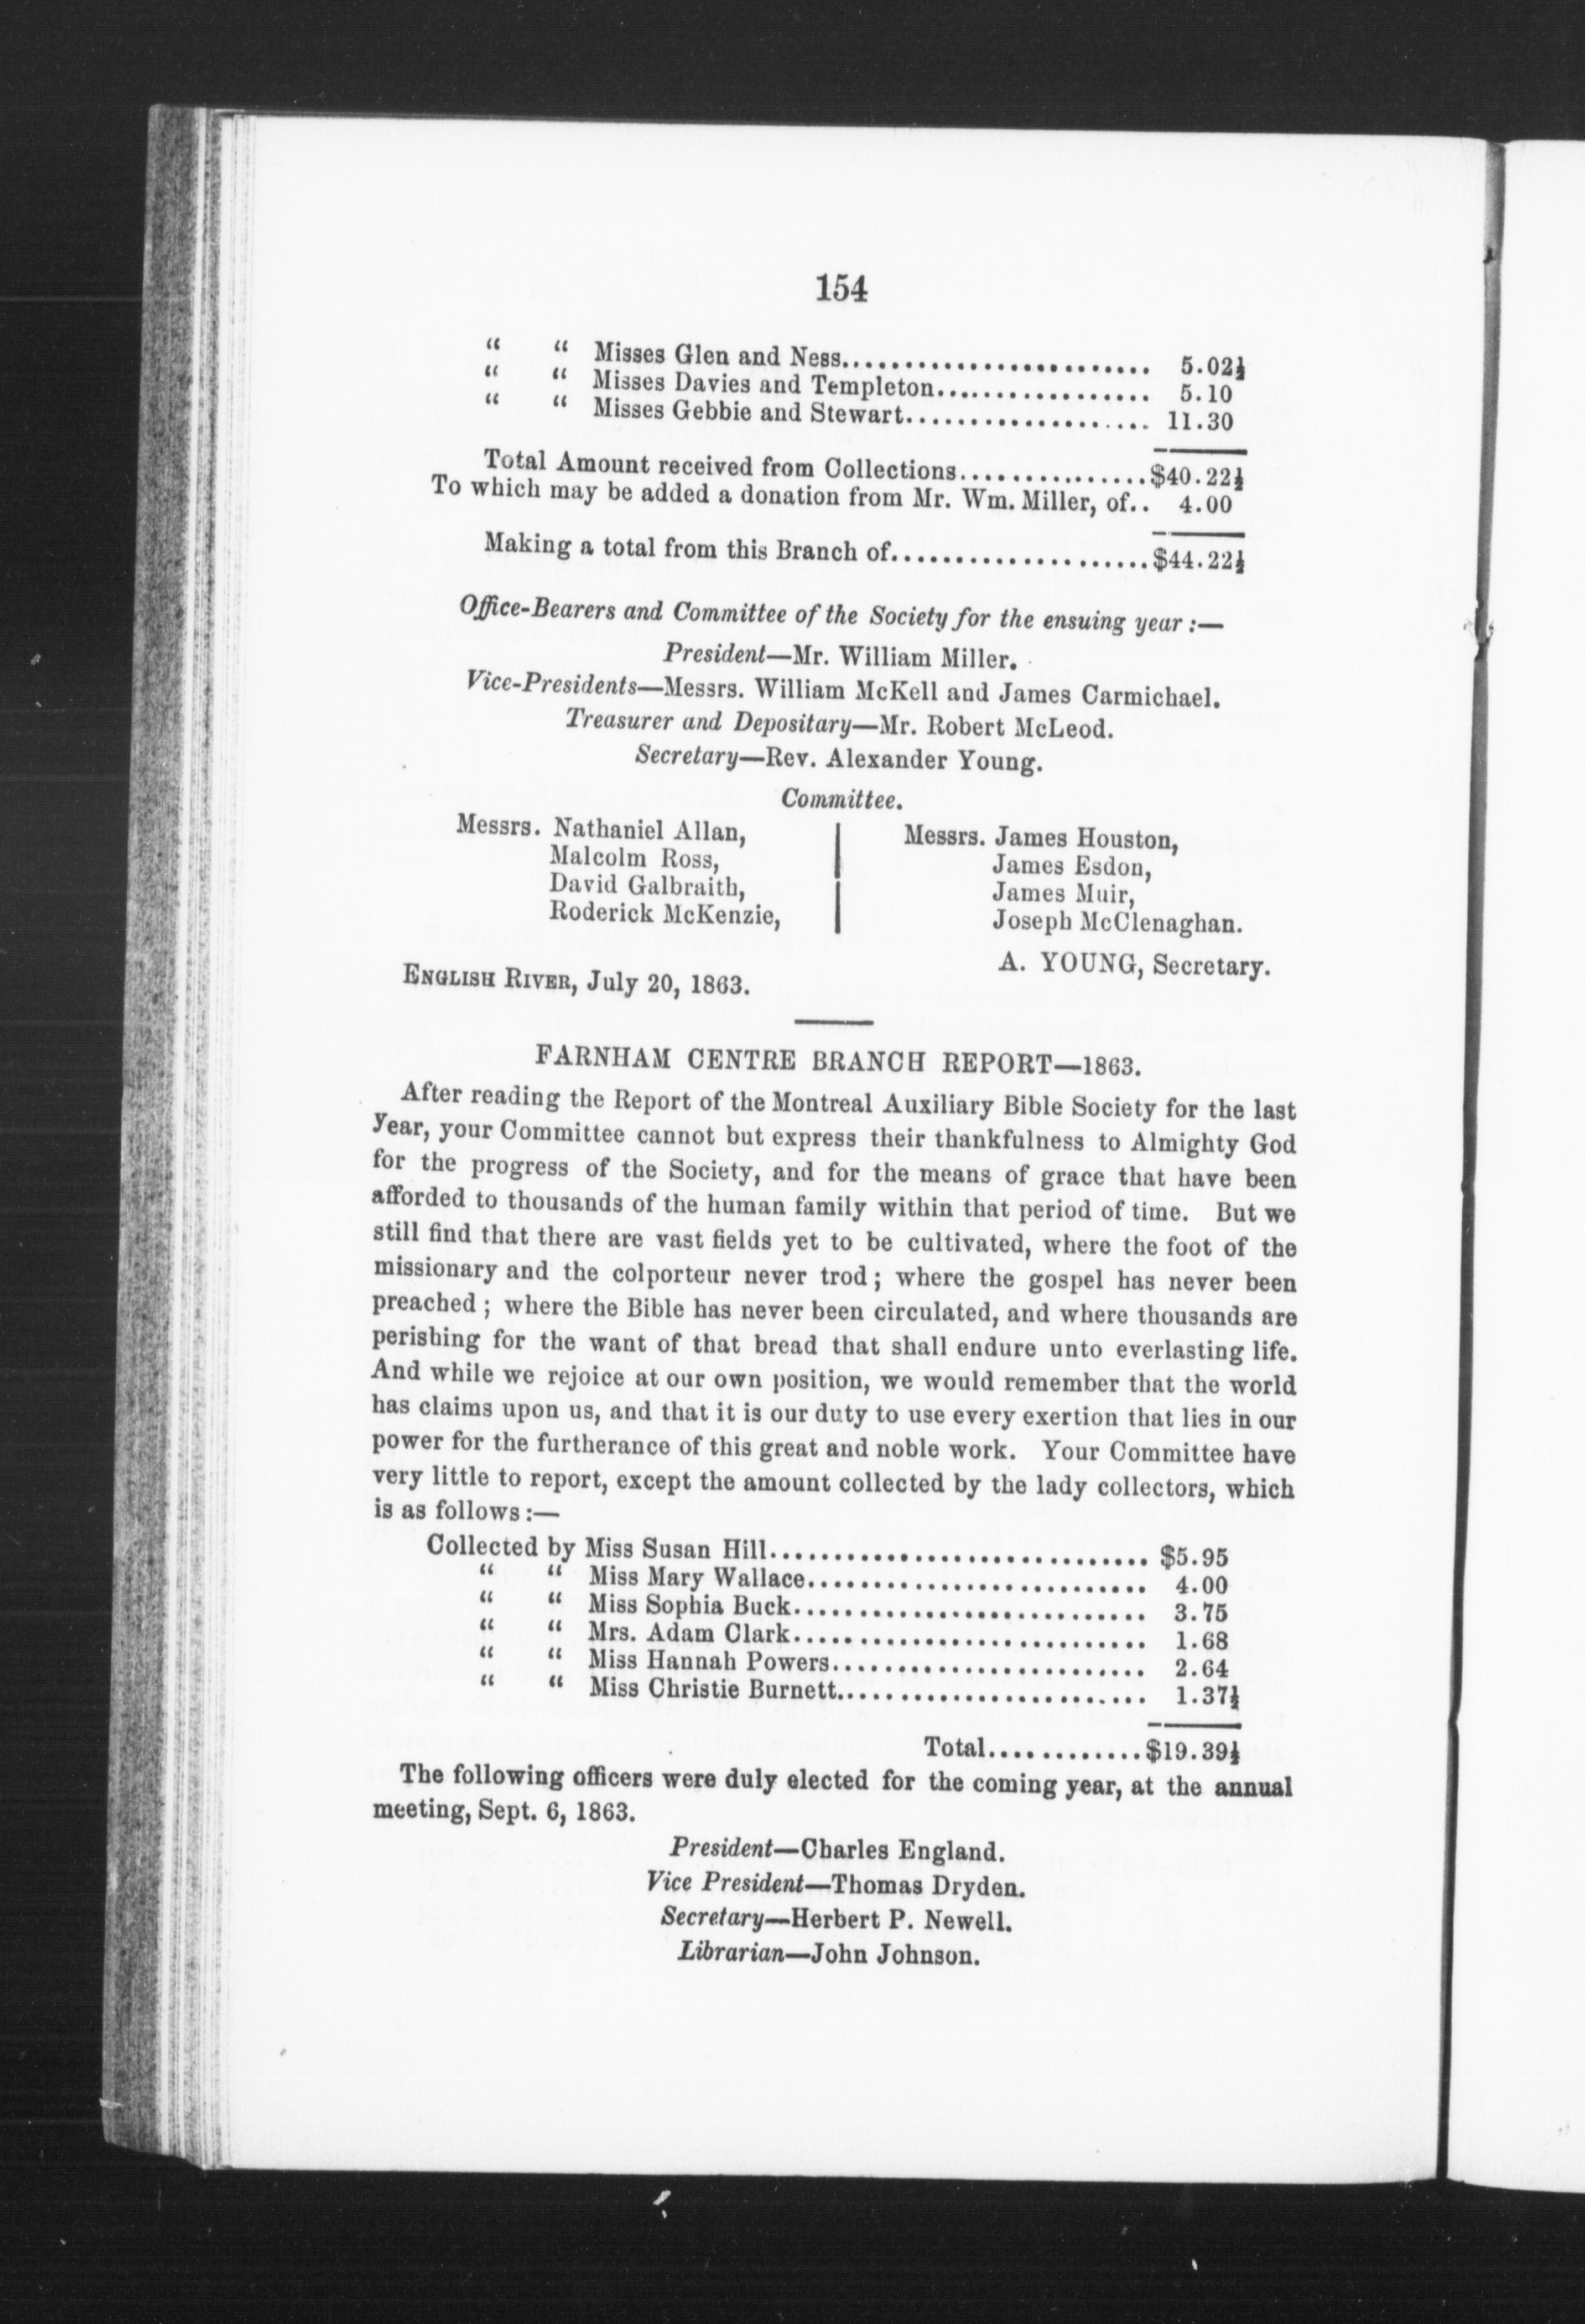 154
“ “ Misses Glen and Ness........................ 5.02½
“ “ Misses Davies and Templeton................. 5.10
“ “ Misses Gebbie and Stewart................... 11.30
Total Amount received from Collections...............$40.22½
To which may be added a donation from Mr. Wm. Miller, of.. 4.00
Making a total from this Branch of....................$44.22½
Office-Bearers and Committee of the Society for the ensuing year :—
President—Mr. William Miller.
Vice-Presidents—Messrs. William McKell and James Carmichael.
Treasurer and Depositary—Mr. Robert McLeod.
Secretary—Rev. Alexander Young.
Committee.
Messrs. Nathaniel Allan,
Malcolm Ross,
David Galbraith,
Roderick McKenzie,
Messrs. James Houston,
James Esdon,
James Muir,
Joseph McClenaghan.
A. YOUNG, Secretary.
ENGLISH RIVER, July 20, 1863.
FARNHAM CENTRE BRANCH REPORT—1863.
After reading the Report of the Montreal Auxiliary Bible Society for the last
year, your Committee cannot but express their thankfulness to Almighty God
for the progress of the Society, and for the means of grace that have been
afforded to thousands of the human family within that period of time. But we
still find that there are vast fields yet to be cultivated, where the foot of the
missionary and the colporteur never trod ; where the gospel has never been
preached ; where the Bible has never been circulated, and where thousands are
perishing for the want of that bread that shall endure unto everlasting life.
And while we rejoice at our own position, we would remember that the world
has claims upon us, and that it is our duty to use every exertion that lies in our
power for the furtherance of this great and noble work. Your Committee have
very little to report, except the amount collected by the lady collectors, which
is as follows :—
Collected by Miss Susan Hill.............................. $5.95
“ “ Miss Mary Wallace........................... 4.00
“ “ Miss Sophia Buck............................ 3.75
“ “ Mrs. Adam Clark............................ 1.68
“ “ Miss Hannah Powers......................... 2.64
“ “ Miss Christie Burnett........................ 1.37½
Total............$19.39½
The following officers were duly elected for the coming year, at the annual
meeting, Sept. 6, 1863.
President—Charles England.
Vice President—Thomas Dryden.
Secretary—Herbert P. Newell.
Librarian—John Johnson.